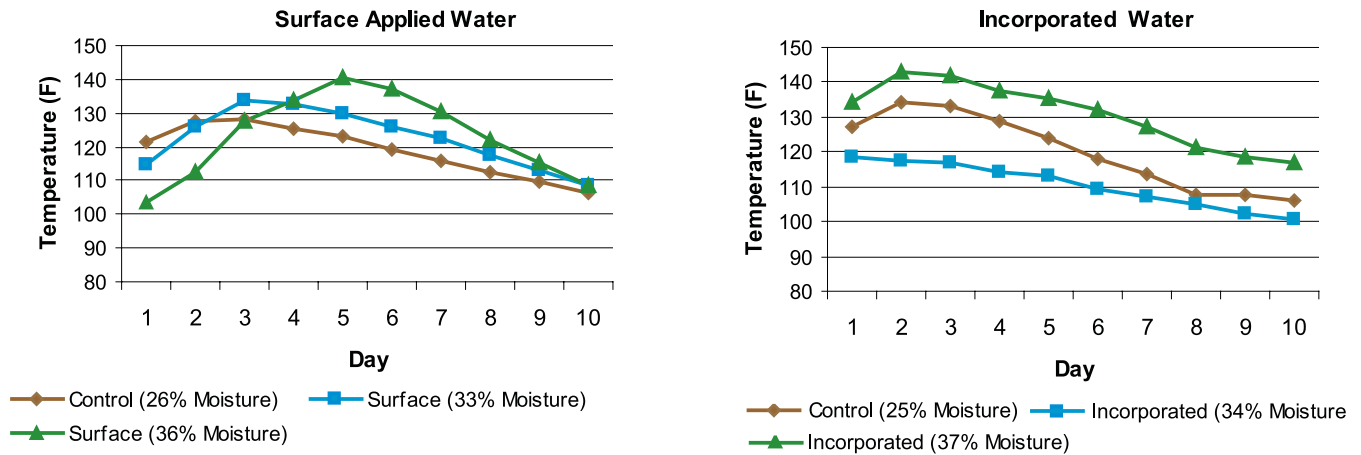 Surface Applied Water
150
140
130
120
110
100
90
80
Temperature (F)
1 2 3 4 5 6 7 8 9 10
Day
Control (26% Moisture) Surface (33% Moisture)
Surface (36% Moisture)
Incorporated Water
150
140
130
120
110
100
90
80
Temperature (F)
1 2 3 4 5 6 7 8 9 10
Day
Control (25% Moisture) Incorporated (34% Moisture
Incorporated (37% Moisture)